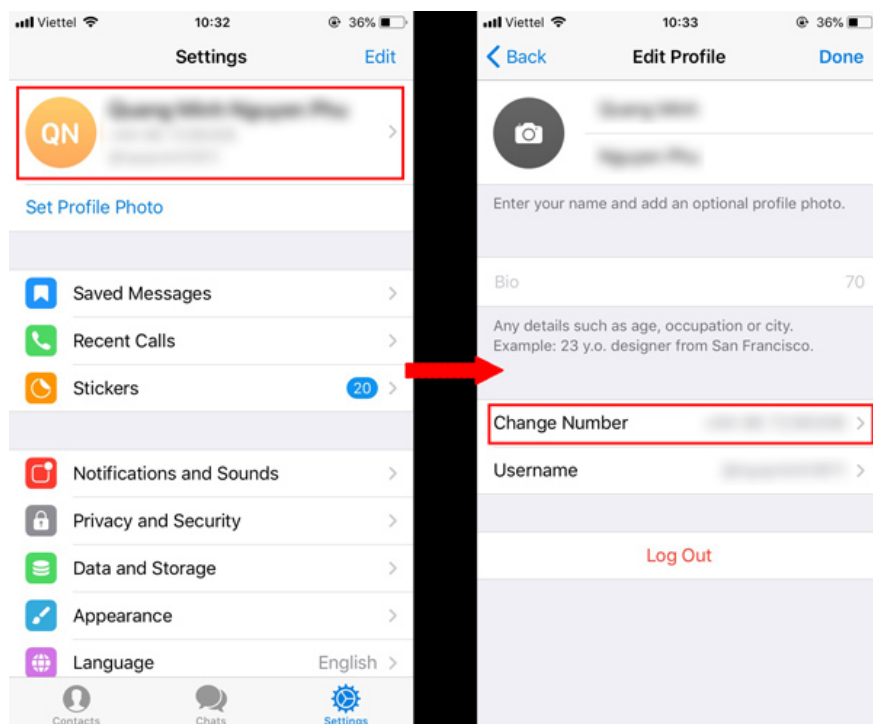 Viettel 10:32 36%
Settings Edit
QN
Set Profile Photo
Saved Messages
Recent Calls
Stickers 20
Notifications and Sounds
Privacy and Security
Data and Storage
Appearance
Language English
Contacts Chats Settings
Viettel 10:33 36%
Back Edit Profile Done
Enter your name and add an optional profile photo.
Bio 70
Any details such as age, occupation or city.
Example: 23 y.o. designer from San Francisco.
Change Number
Username
Log Out